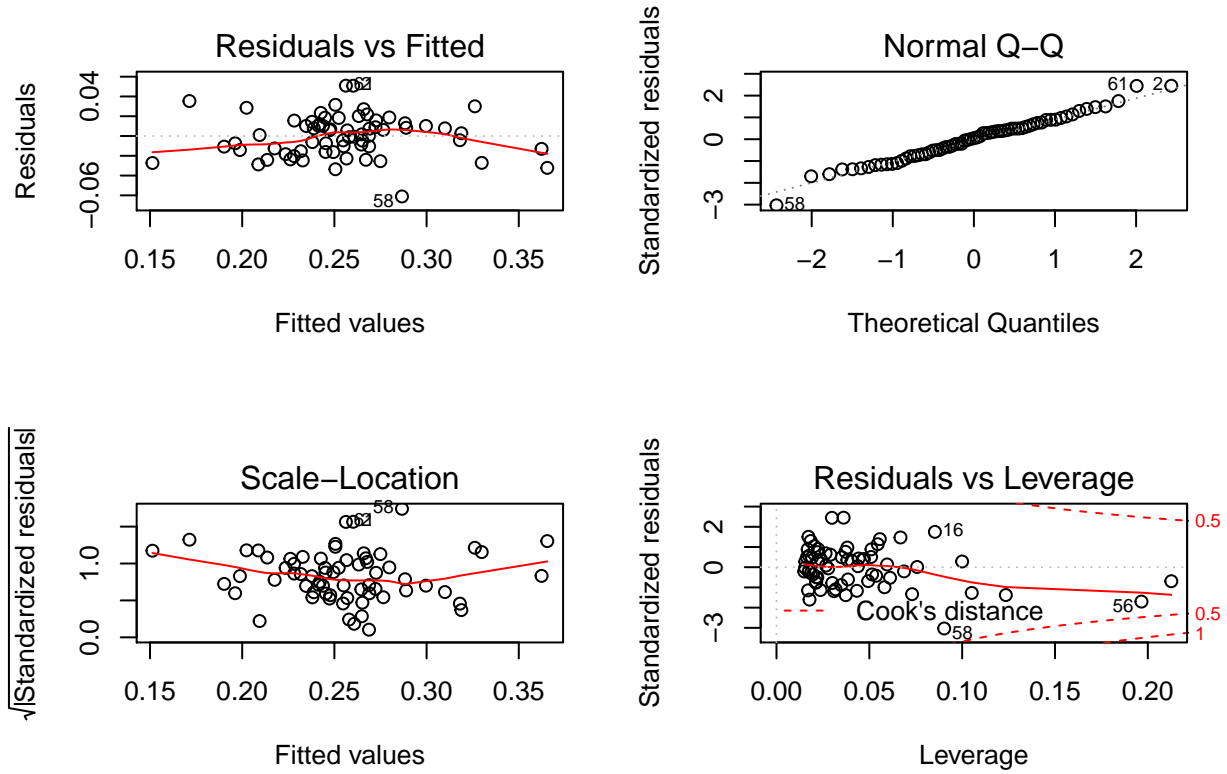 Residuals vs Fitted
Residuals
0.04
−0.06
58
0.15 0.20 0.25 0.30 0.35
Fitted values
Normal Q−Q
Standardized residuals
2
0
−3
61
2
58
−2 −1 0 1 2
Theoretical Quantiles
Scale−Location
√|Standardized residuals|
1.0
0.0
58
0.15 0.20 0.25 0.30 0.35
Fitted values
Residuals vs Leverage
Standardized residuals
2
0
−3
16
56
58
Cook's distance
0.5
0.5
1
0.00 0.05 0.10 0.15 0.20
Leverage